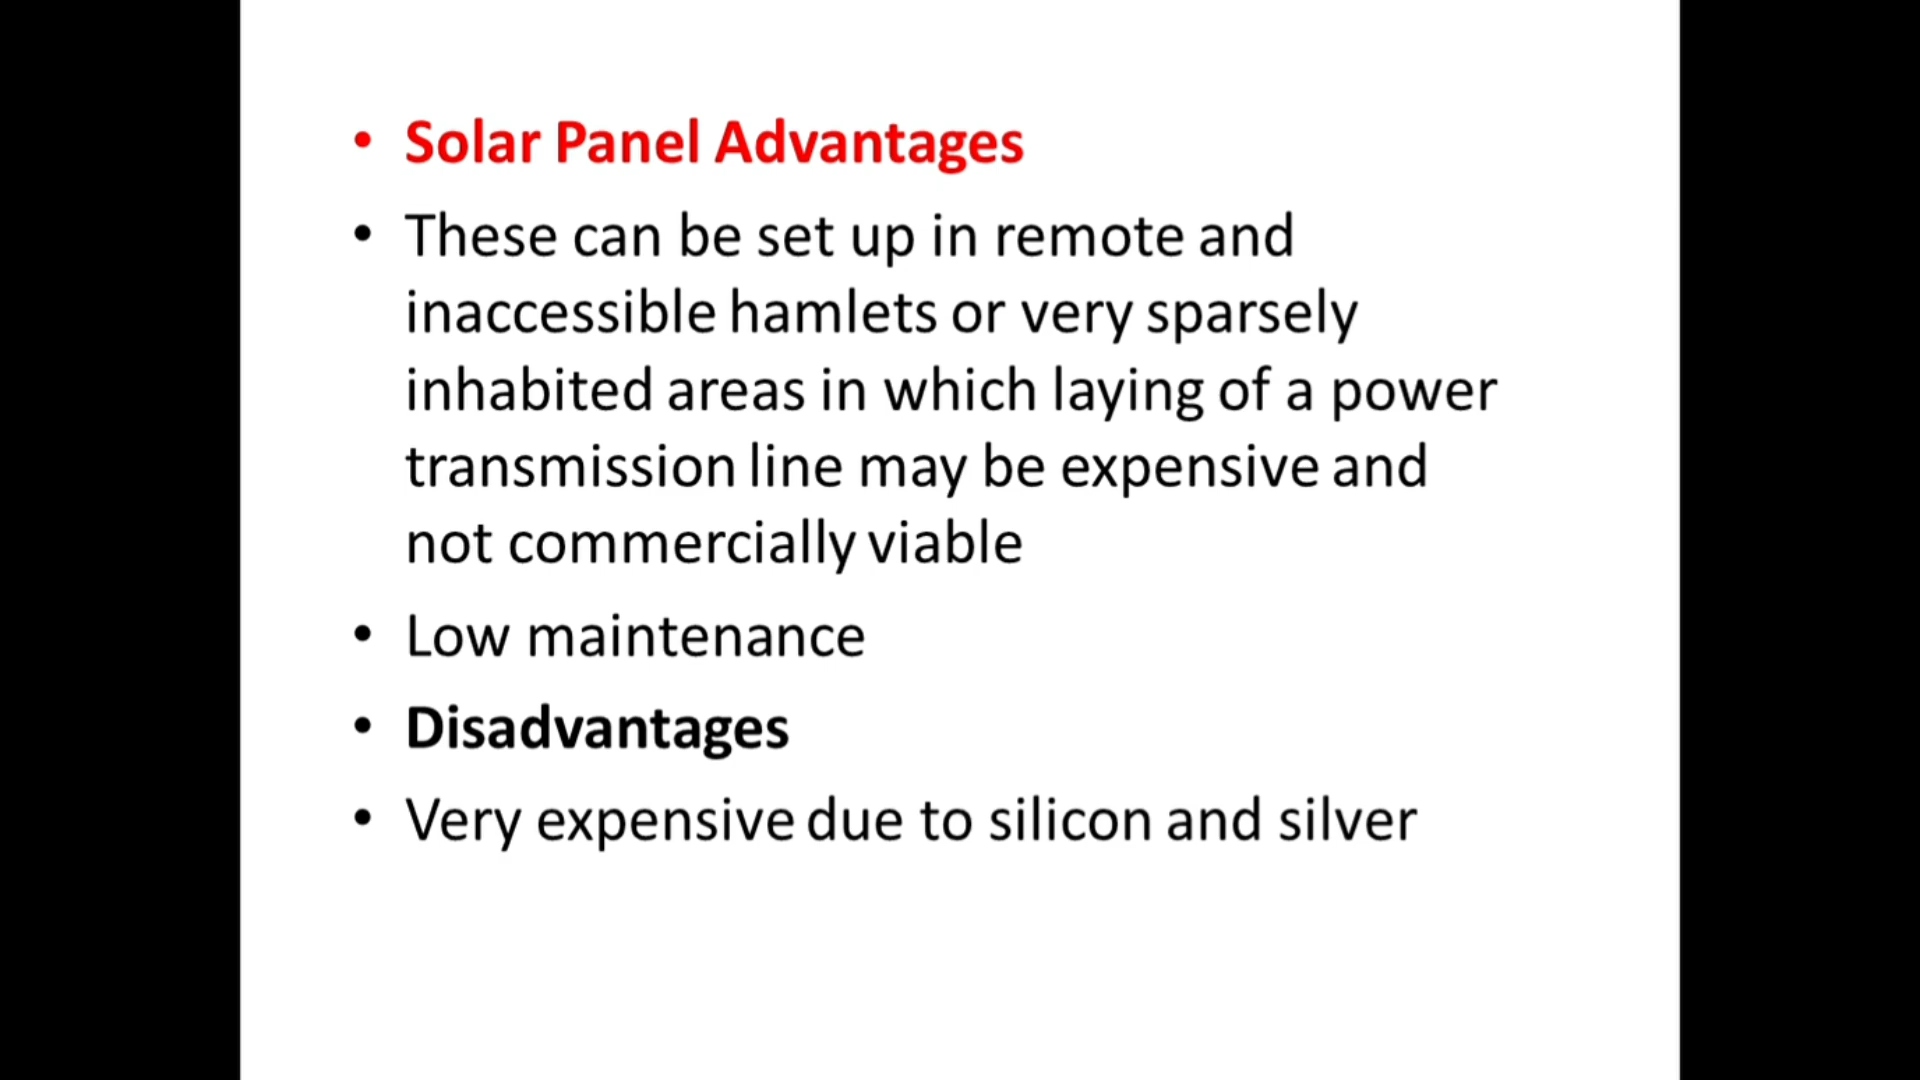 • Solar Panel Advantages
• These can be set up in remote and
inaccessible hamlets or very sparsely
inhabited areas in which laying of a power
transmission line may be expensive and
not commercially viable
• Low maintenance
• Disadvantages
• Very expensive due to silicon and silver